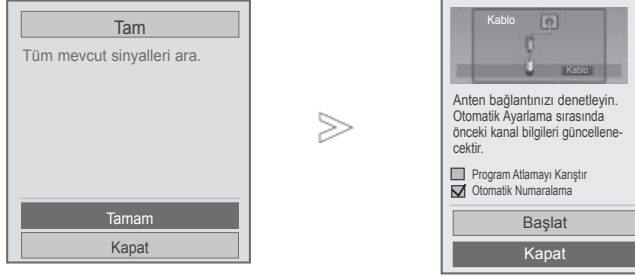 Tam
Tüm mevcut sinyalleri ara.
Tamam
Kapat
Kablo
Kablo
Anten bağlantınızı denetleyin.
Otomatik Ayarlama sırasında
önceki kanal bilgileri güncellene-
cektir.
Program Atlamayı Karıştır
Otomatik Numaralama
Başlat
Kapat